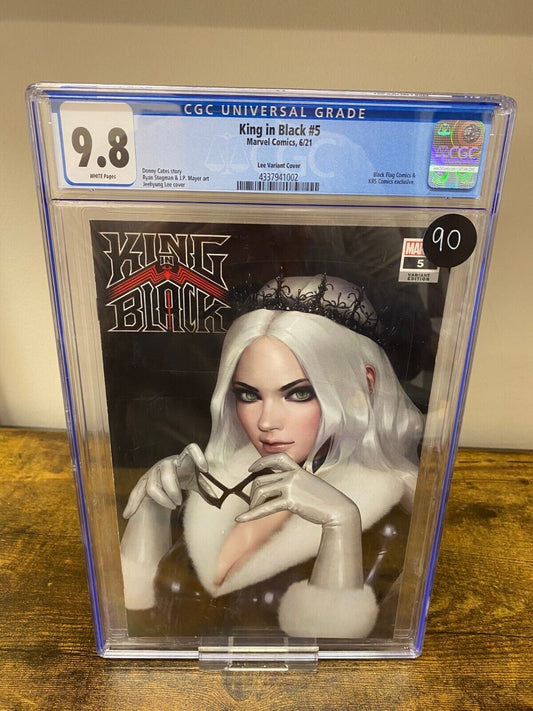 CGC UNIVERSAL GRADE
9.8
WHITE Pages
King in Black #5
Marvel Comics, 6/21
Lee Variant Cover
Donny Cates story
Ryan Stegman & J.P. Mayer art
Jeehyung Lee cover
4337941002
Black Flag Comics &
KRS Comics exclusive.
CGC
90
KING
IN
BLACK
MAR
5
VARIANT
EDITION